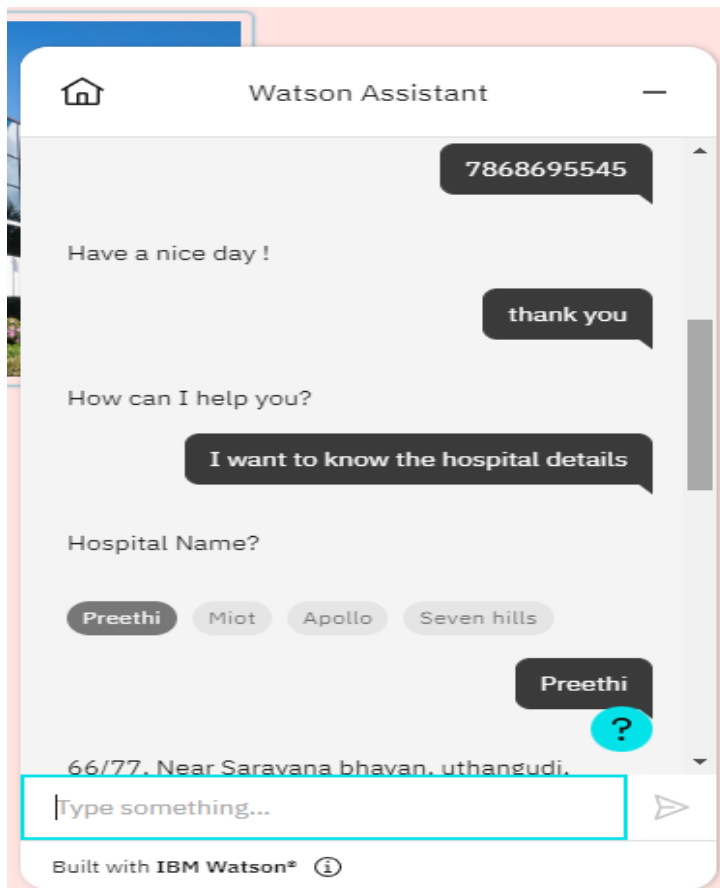 Watson Assistant
7868695545
Have a nice day !
thank you
How can I help you?
I want to know the hospital details
Hospital Name?
Preethi Miot Apollo Seven hills
Preethi
?
66/77, Near Saravana bhavan, uthangudi,
Type something...
Built with IBM Watson®